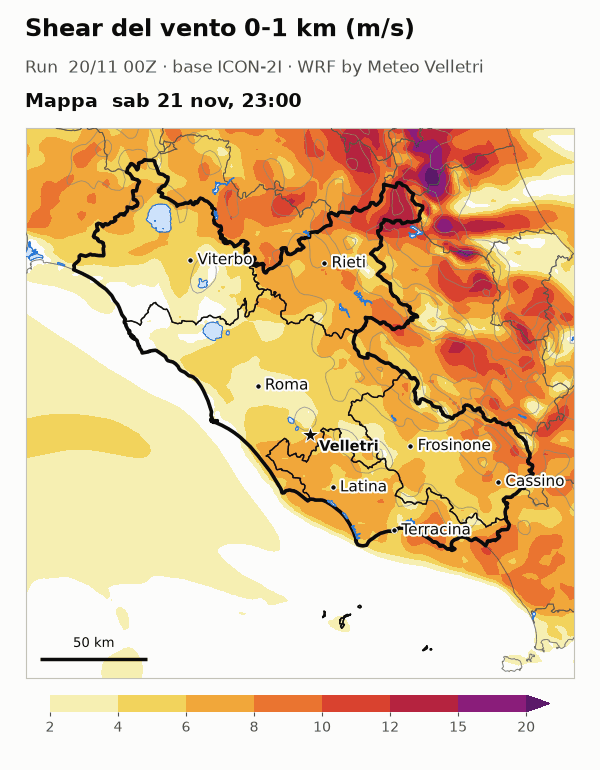 Shear del vento 0-1 km (m/s)
Run  20/11 00Z · base ICON-2I · WRF by Meteo Velletri
Mappa  sab 21 nov, 23:00
Viterbo
Rieti
Roma
Velletri
Frosinone
Cassino
Latina
Terracina
50 km
2 4 6 8 10 12 15 20